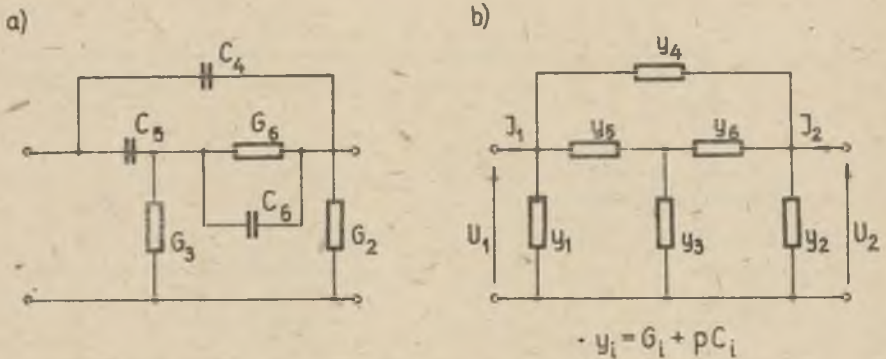 a)
C₄
C₅
G₆
C₆
G₃
G₂
b)
y₄
J₁
y₅
y₆
J₂
U₁
y₁
y₃
y₂
U₂
· yᵢ = Gᵢ + pCᵢ